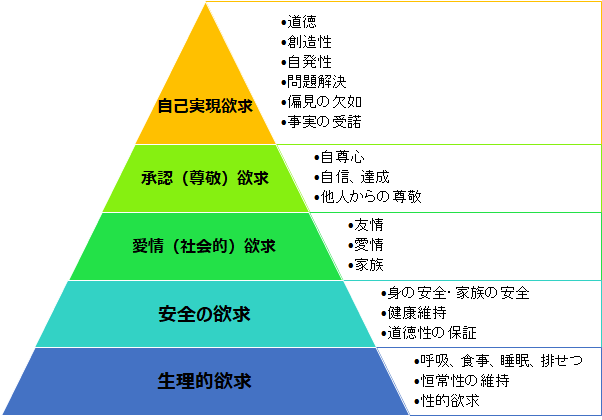 •道徳
•創造性
•自発性
•問題解決
•偏見の欠如
•事実の受諾
自己実現欲求
•自尊心
•自信、達成
•他人からの尊敬
承認（尊敬）欲求
•友情
•愛情
•家族
愛情（社会的）欲求
•身の安全･家族の安全
•健康維持
•道徳性の保証
安全の欲求
•呼吸、食事、睡眠、排せつ
•恒常性の維持
•性的欲求
生理的欲求